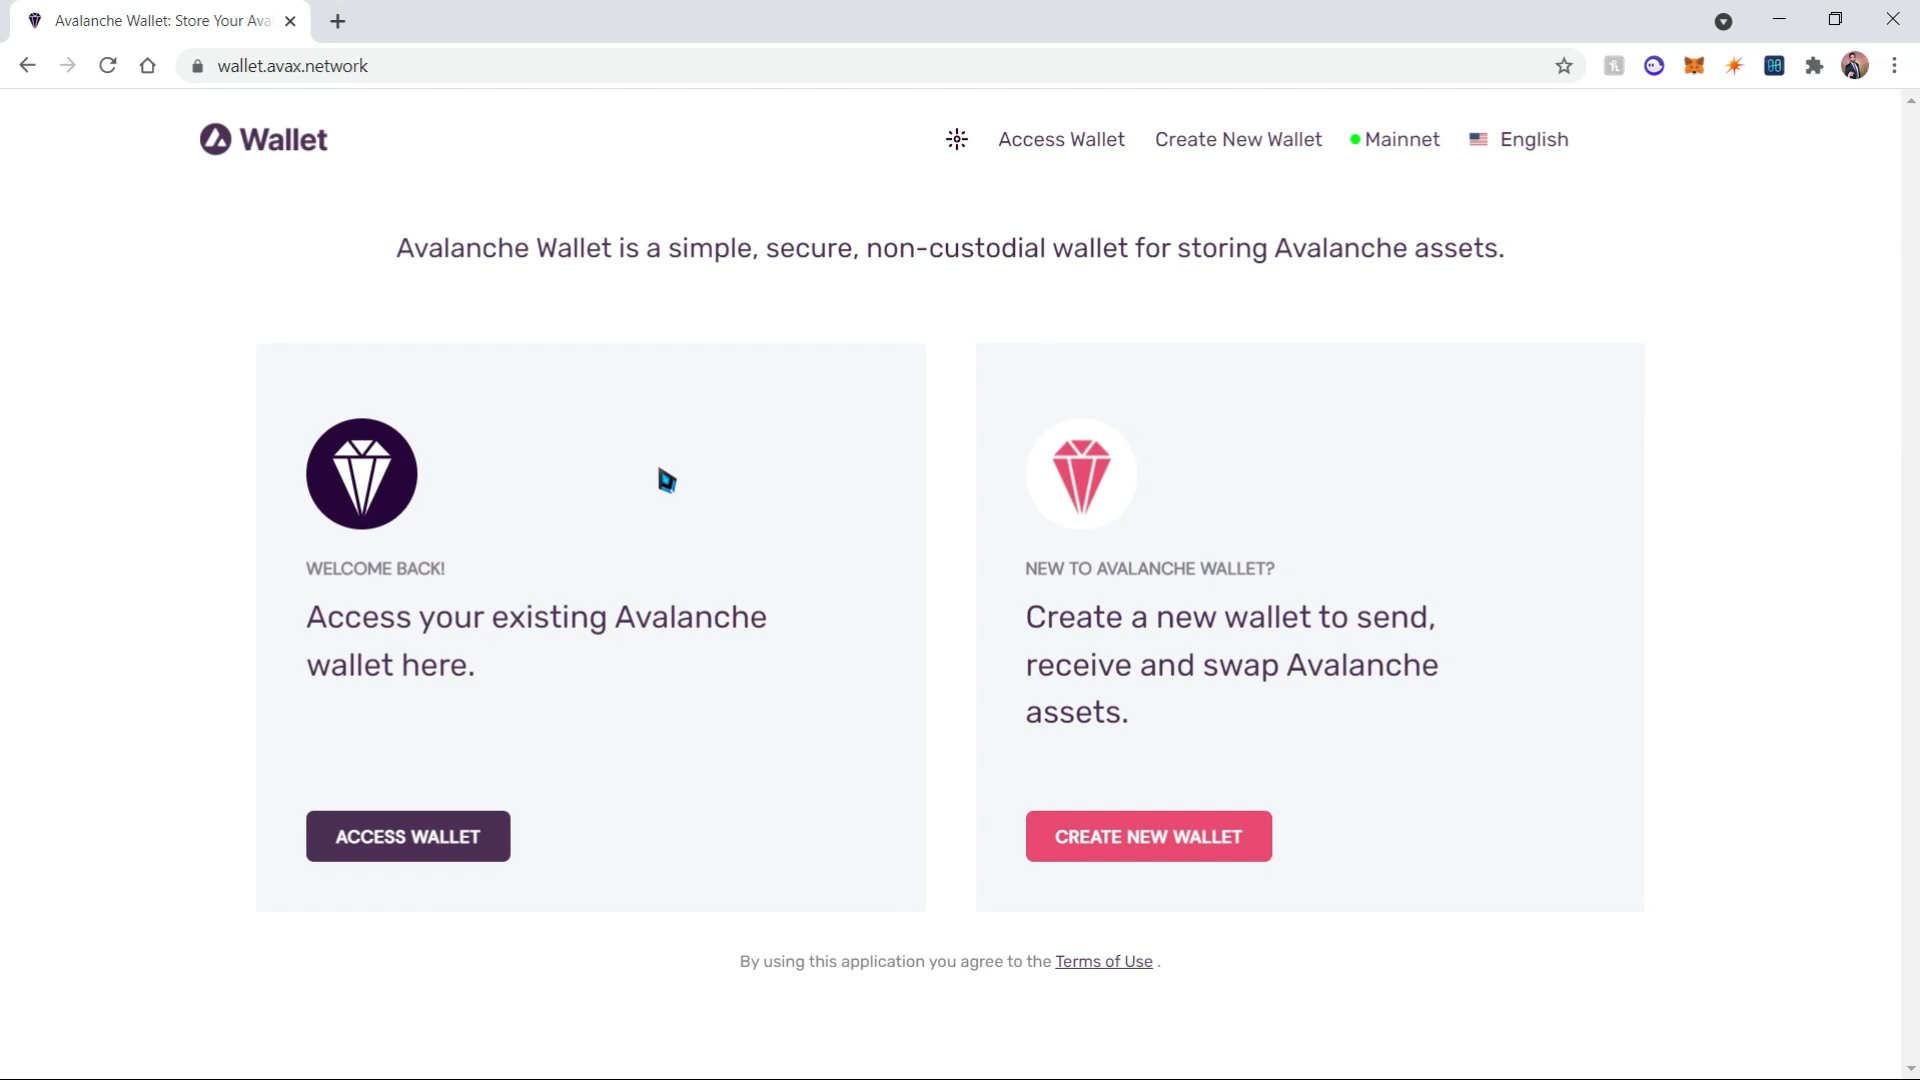 Avalanche Wallet: Store Your Ava
wallet.avax.network
Wallet
Access Wallet
Create New Wallet
Mainnet
English
Avalanche Wallet is a simple, secure, non-custodial wallet for storing Avalanche assets.
WELCOME BACK!
Access your existing Avalanche
wallet here.
ACCESS WALLET
NEW TO AVALANCHE WALLET?
Create a new wallet to send,
receive and swap Avalanche
assets.
CREATE NEW WALLET
By using this application you agree to the Terms of Use .